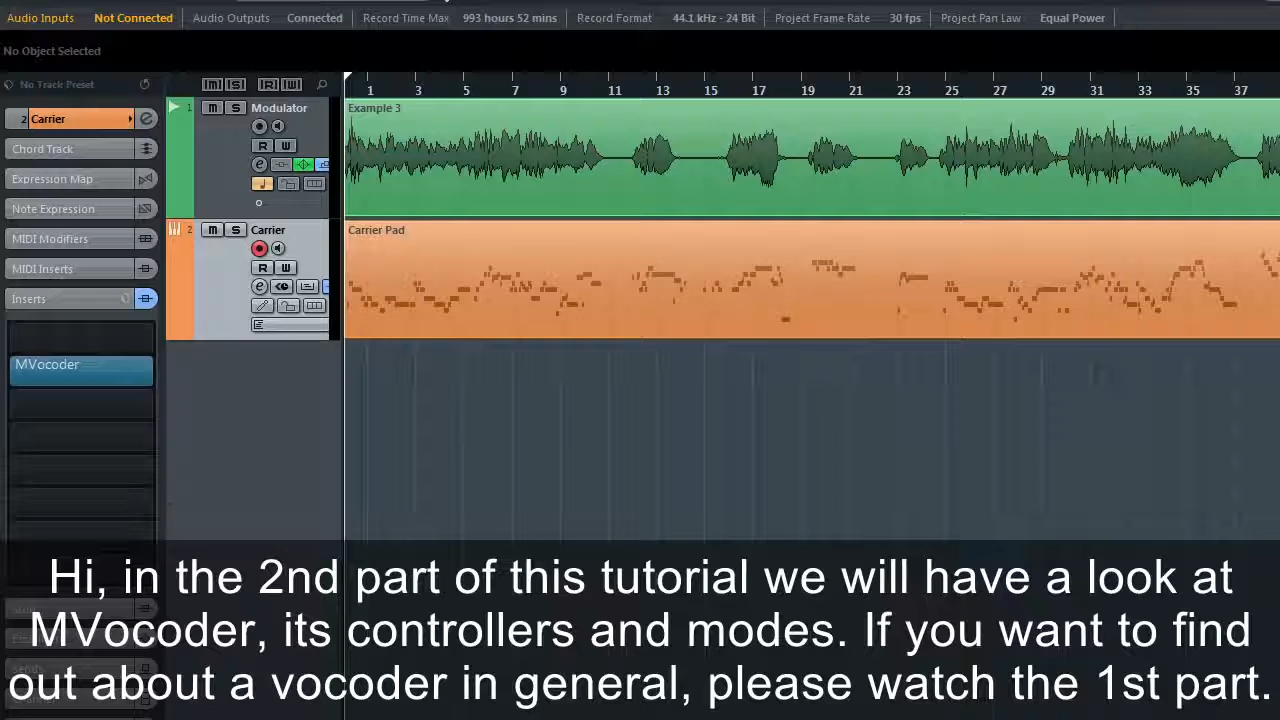 Audio Inputs Not Connected Audio Outputs Connected Record Time Max 993 hours 52 mins Record Format 44.1 kHz - 24 Bit Project Frame Rate 30 fps Project Pan Law Equal Power
No Object Selected
No Track Preset M S R W
1 3 5 7 9 11 13 15 17 19 21 23 25 27 29 31 33 35 37
1 M S Modulator Example 3
2 Carrier
R W
Chord Track
Expression Map
Note Expression
2 M S Carrier Carrier Pad
MIDI Modifiers
R W
MIDI Inserts
Inserts
MVocoder
Hi, in the 2nd part of this tutorial we will have a look at
MVocoder, its controllers and modes. If you want to find
out about a vocoder in general, please watch the 1st part.